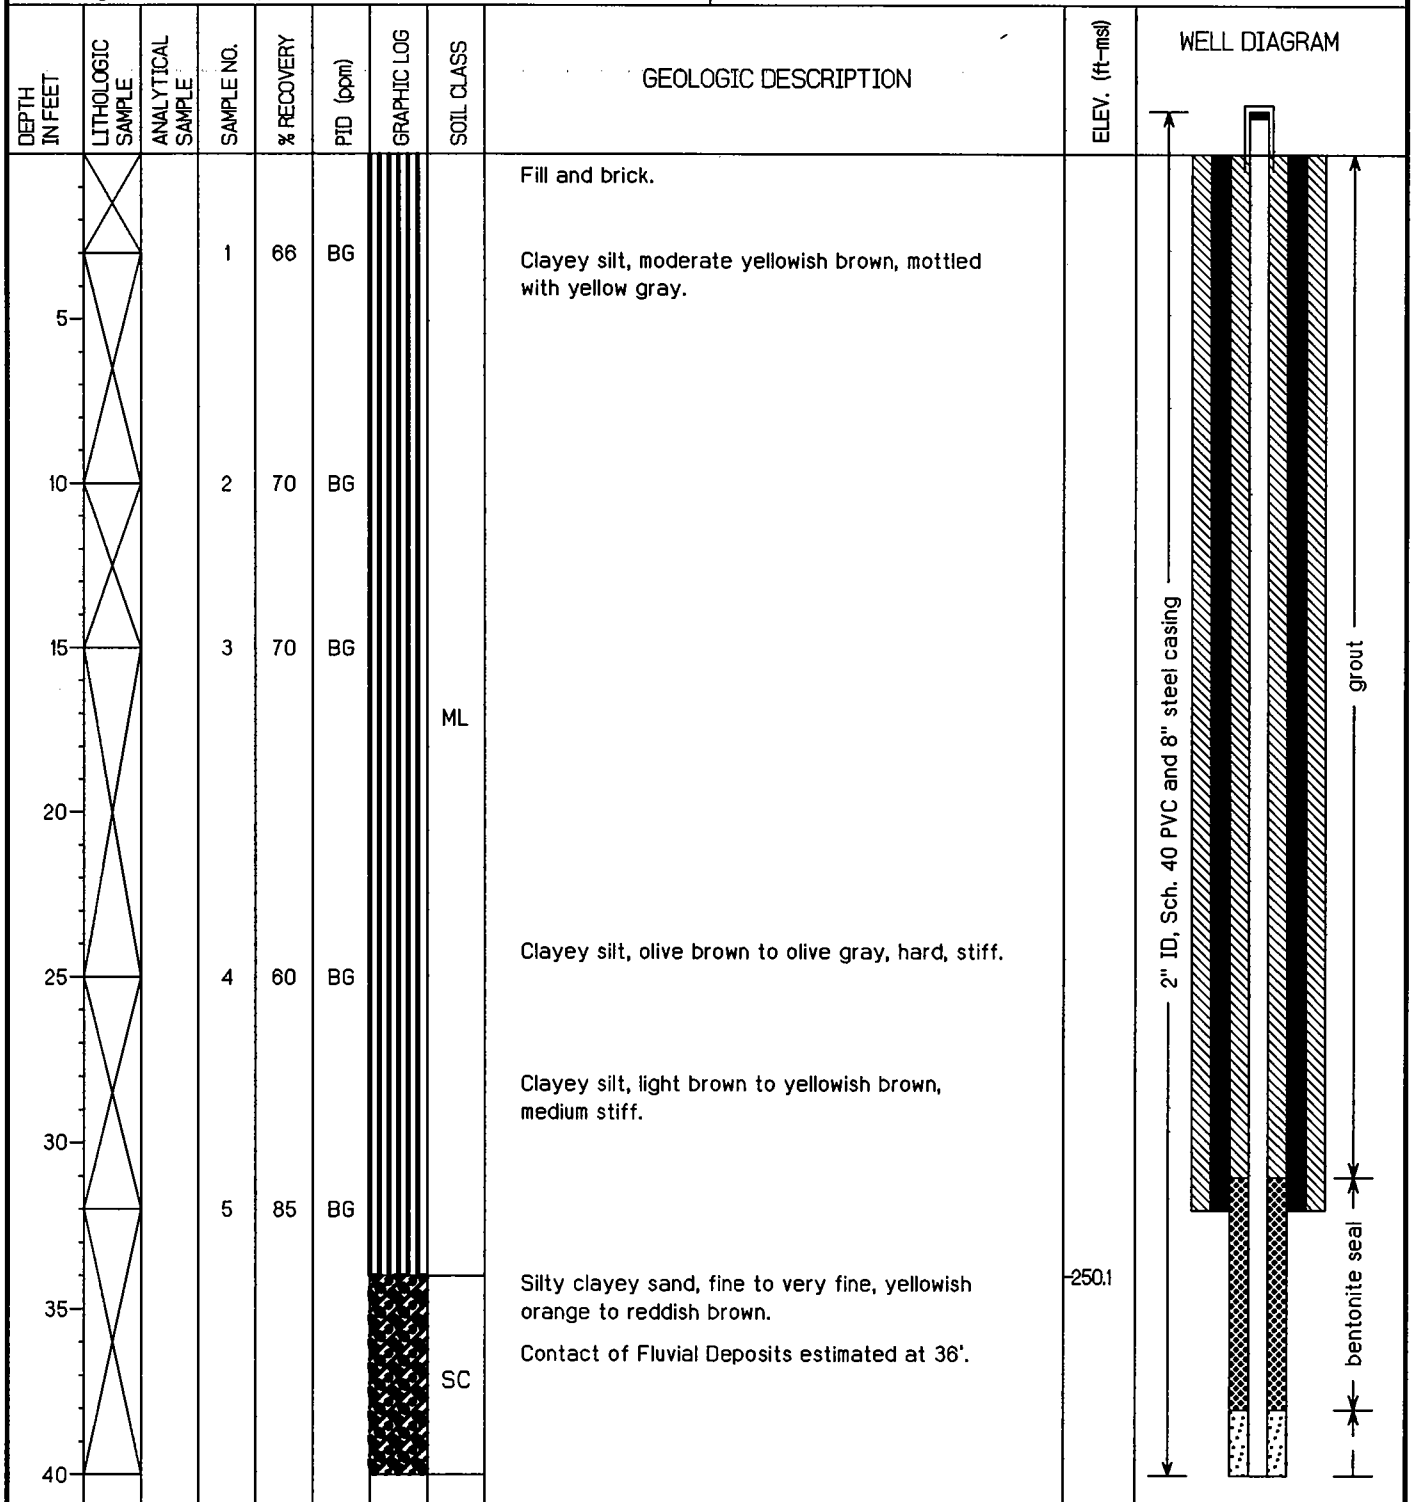 DEPTH
IN FEET
LITHOLOGIC
SAMPLE
ANALYTICAL
SAMPLE
SAMPLE NO.
% RECOVERY
PID (ppm)
GRAPHIC LOG
SOIL CLASS
GEOLOGIC DESCRIPTION
ELEV. (ft-msl)
WELL DIAGRAM
Fill and brick.
1 66 BG
Clayey silt, moderate yellowish brown, mottled
with yellow gray.
5
10 2 70 BG
15 3 70 BG
ML
20
Clayey silt, olive brown to olive gray, hard, stiff.
25 4 60 BG
Clayey silt, light brown to yellowish brown,
medium stiff.
30
5 85 BG
Silty clayey sand, fine to very fine, yellowish
orange to reddish brown.
250.1
35
Contact of Fluvial Deposits estimated at 36'.
SC
40
2" ID, Sch. 40 PVC and 8" steel casing
grout
bentonite seal